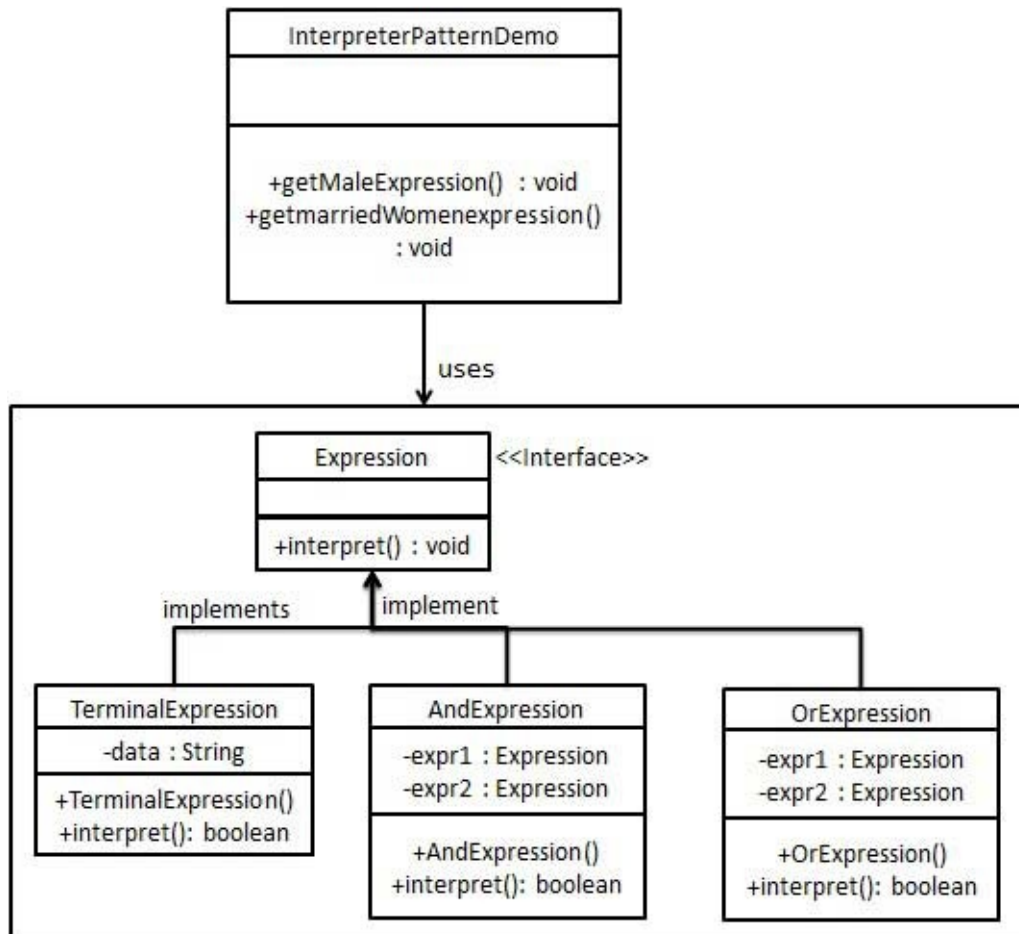 InterpreterPatternDemo
+getMaleExpression() : void
+getmarriedWomenexpression()
: void
uses
Expression
<<Interface>>
+interpret() : void
implements
implement
TerminalExpression
-data : String
+TerminalExpression()
+interpret(): boolean
AndExpression
-expr1 : Expression
-expr2 : Expression
+AndExpression()
+interpret(): boolean
OrExpression
-expr1 : Expression
-expr2 : Expression
+OrExpression()
+interpret(): boolean